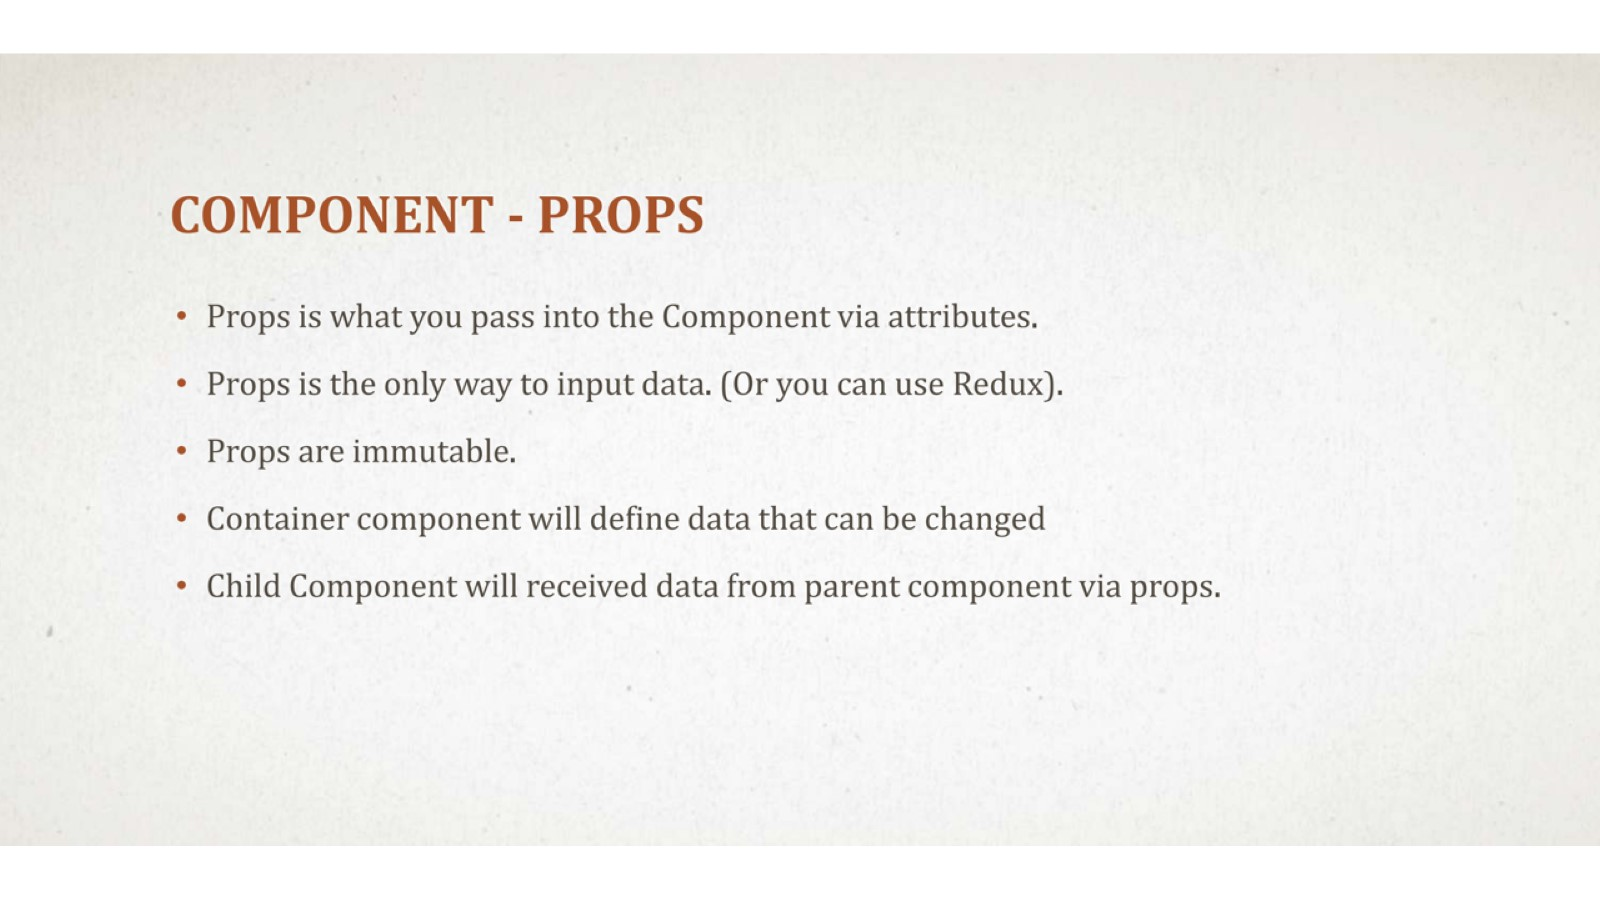 COMPONENT - PROPS
• Props is what you pass into the Component via attributes.
• Props is the only way to input data. (Or you can use Redux).
• Props are immutable.
• Container component will define data that can be changed
• Child Component will received data from parent component via props.